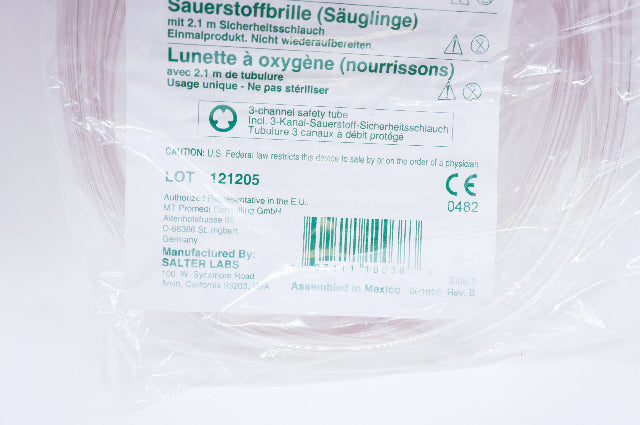 Sauerstoffbrille (Säuglinge)
mit 2.1 m Sicherheitsschlauch
Einmalprodukt. Nicht wiederaufbereiten.
Lunette à oxygène (nourrissons)
avec 2.1 m de tubulure
Usage unique - Ne pas stériliser
3-channel safety tube
Incl. 3-Kanal-Sauerstoff-Sicherheitsschlauch
Tubulure 3 canaux à débit protégé
CAUTION: U.S. Federal law restricts this device to sale by or on the order of a physician
LOT 121205
CE
0482
Authorized Representative in the E.U.
MT Promedt Consulting GmbH
Altenhofstrasse 80
D-66386 St. Ingbert
Germany
Manufactured By:
SALTER LABS
100 W. Sycamore Road
Arvin, California 93203, USA
Side 1
Assembled in Mexico Rev. B